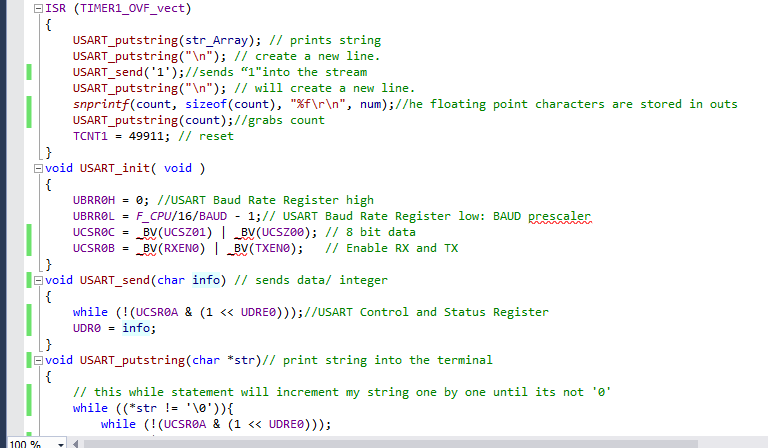 ISR (TIMER1_OVF_vect)
{
USART_putstring(str_Array); // prints string
USART_putstring("\n"); // create a new line.
USART_send('1');//sends “1"into the stream
USART_putstring("\n"); // will create a new line.
snprintf(count, sizeof(count), "%f\r\n", num);//he floating point characters are stored in outs
USART_putstring(count);//grabs count
TCNT1 = 49911; // reset
}
void USART_init( void )
{
UBRR0H = 0; //USART Baud Rate Register high
UBRR0L = F_CPU/16/BAUD - 1;// USART Baud Rate Register low: BAUD prescaler
UCSR0C = _BV(UCSZ01) | _BV(UCSZ00); // 8 bit data
UCSR0B = _BV(RXEN0) | _BV(TXEN0); // Enable RX and TX
}
void USART_send(char info) // sends data/ integer
{
while (!(UCSR0A & (1 << UDRE0)));//USART Control and Status Register
UDR0 = info;
}
void USART_putstring(char *str)// print string into the terminal
{
// this while statement will increment my string one by one until its not '0'
while ((*str != '\0')){
while (!(UCSR0A & (1 << UDRE0)));
100 %